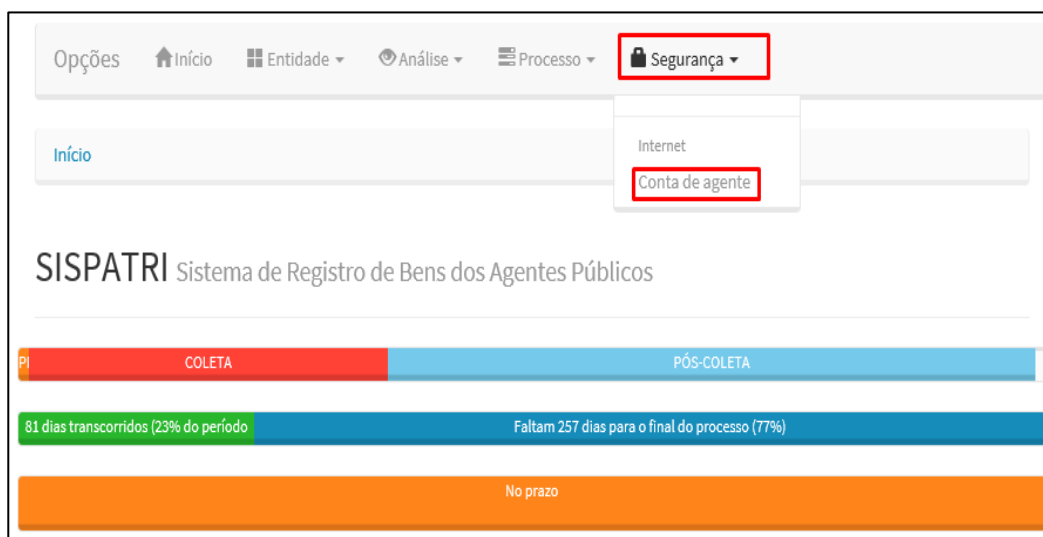 Opções Início Entidade Análise Processo Segurança
Internet
Início
Conta de agente
SISPATRI Sistema de Registro de Bens dos Agentes Públicos
COLETA PÓS-COLETA
81 dias transcorridos (23% do período Faltam 257 dias para o final do processo (77%)
No prazo